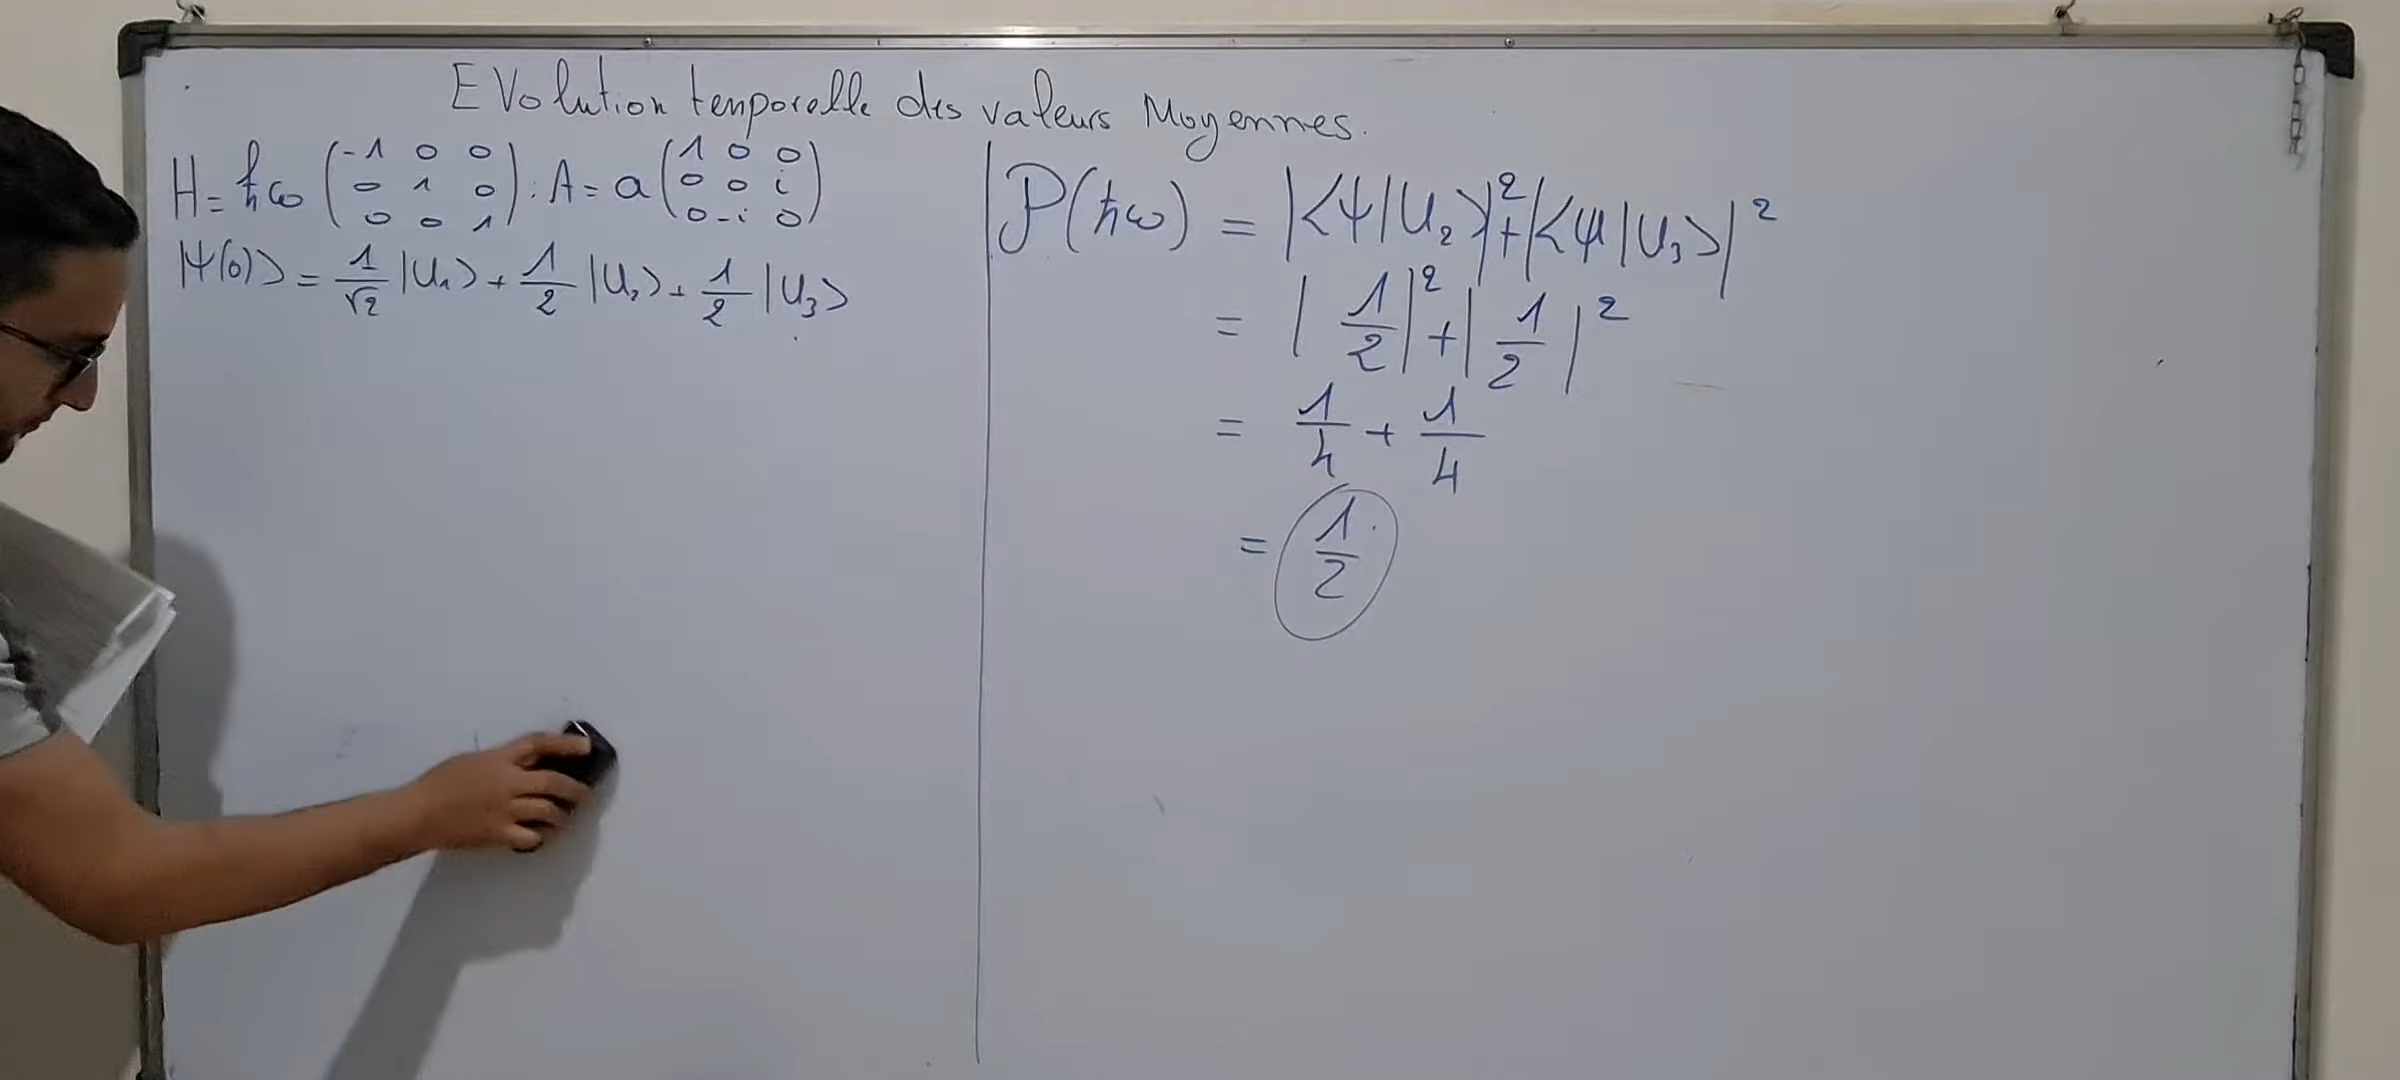 EVolution temporelle des valeurs Moyennes.
H = ℏω (-1 0 0 ; 0 1 0 ; 0 0 1) : A = a (1 0 0 ; 0 0 i ; 0 -i 0)
|Ψ(0)> = 1/√2 |U₁> + 1/2 |U₂> + 1/2 |U₃>
P(ℏω) = |<Ψ|U₂>|² + |<Ψ|U₃>|²
= |1/2|² + |1/2|²
= 1/4 + 1/4
= 1/2